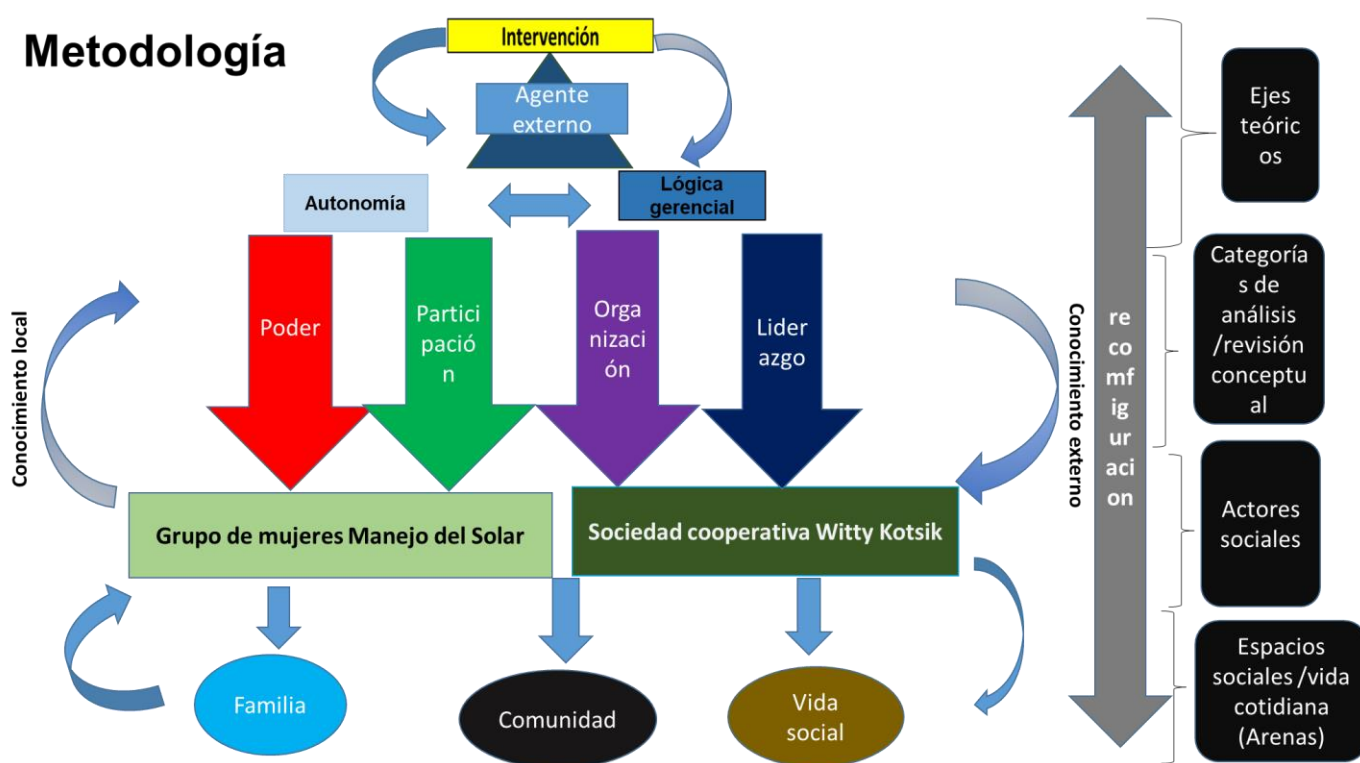 Metodología
Intervención
Agente
externo
Autonomía
Lógica
gerencial
Poder
Partici
pació
n
Orga
nizaci
ón
Lider
azgo
Conocimiento local
Grupo de mujeres Manejo del Solar
Sociedad cooperativa Witty Kotsik
Familia
Comunidad
Vida
social
Conocimiento externo
re
co
mf
ig
ur
aci
on
Ejes
teóric
os
Categoría
s de
análisis
/revisión
conceptu
al
Actores
sociales
Espacios
sociales /vida
cotidiana
(Arenas)